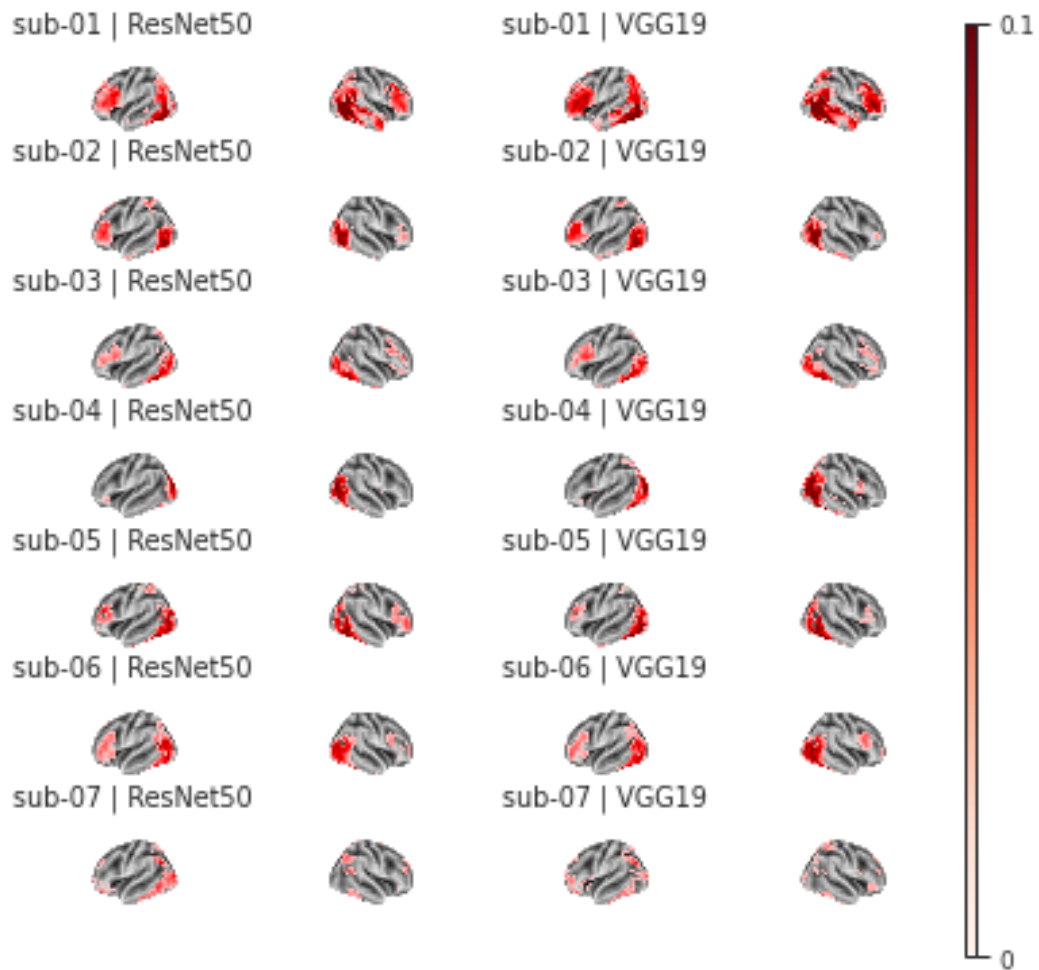 sub-01 | ResNet50
sub-01 | VGG19
0.1
sub-02 | ResNet50
sub-02 | VGG19
sub-03 | ResNet50
sub-03 | VGG19
sub-04 | ResNet50
sub-04 | VGG19
sub-05 | ResNet50
sub-05 | VGG19
sub-06 | ResNet50
sub-06 | VGG19
sub-07 | ResNet50
sub-07 | VGG19
0